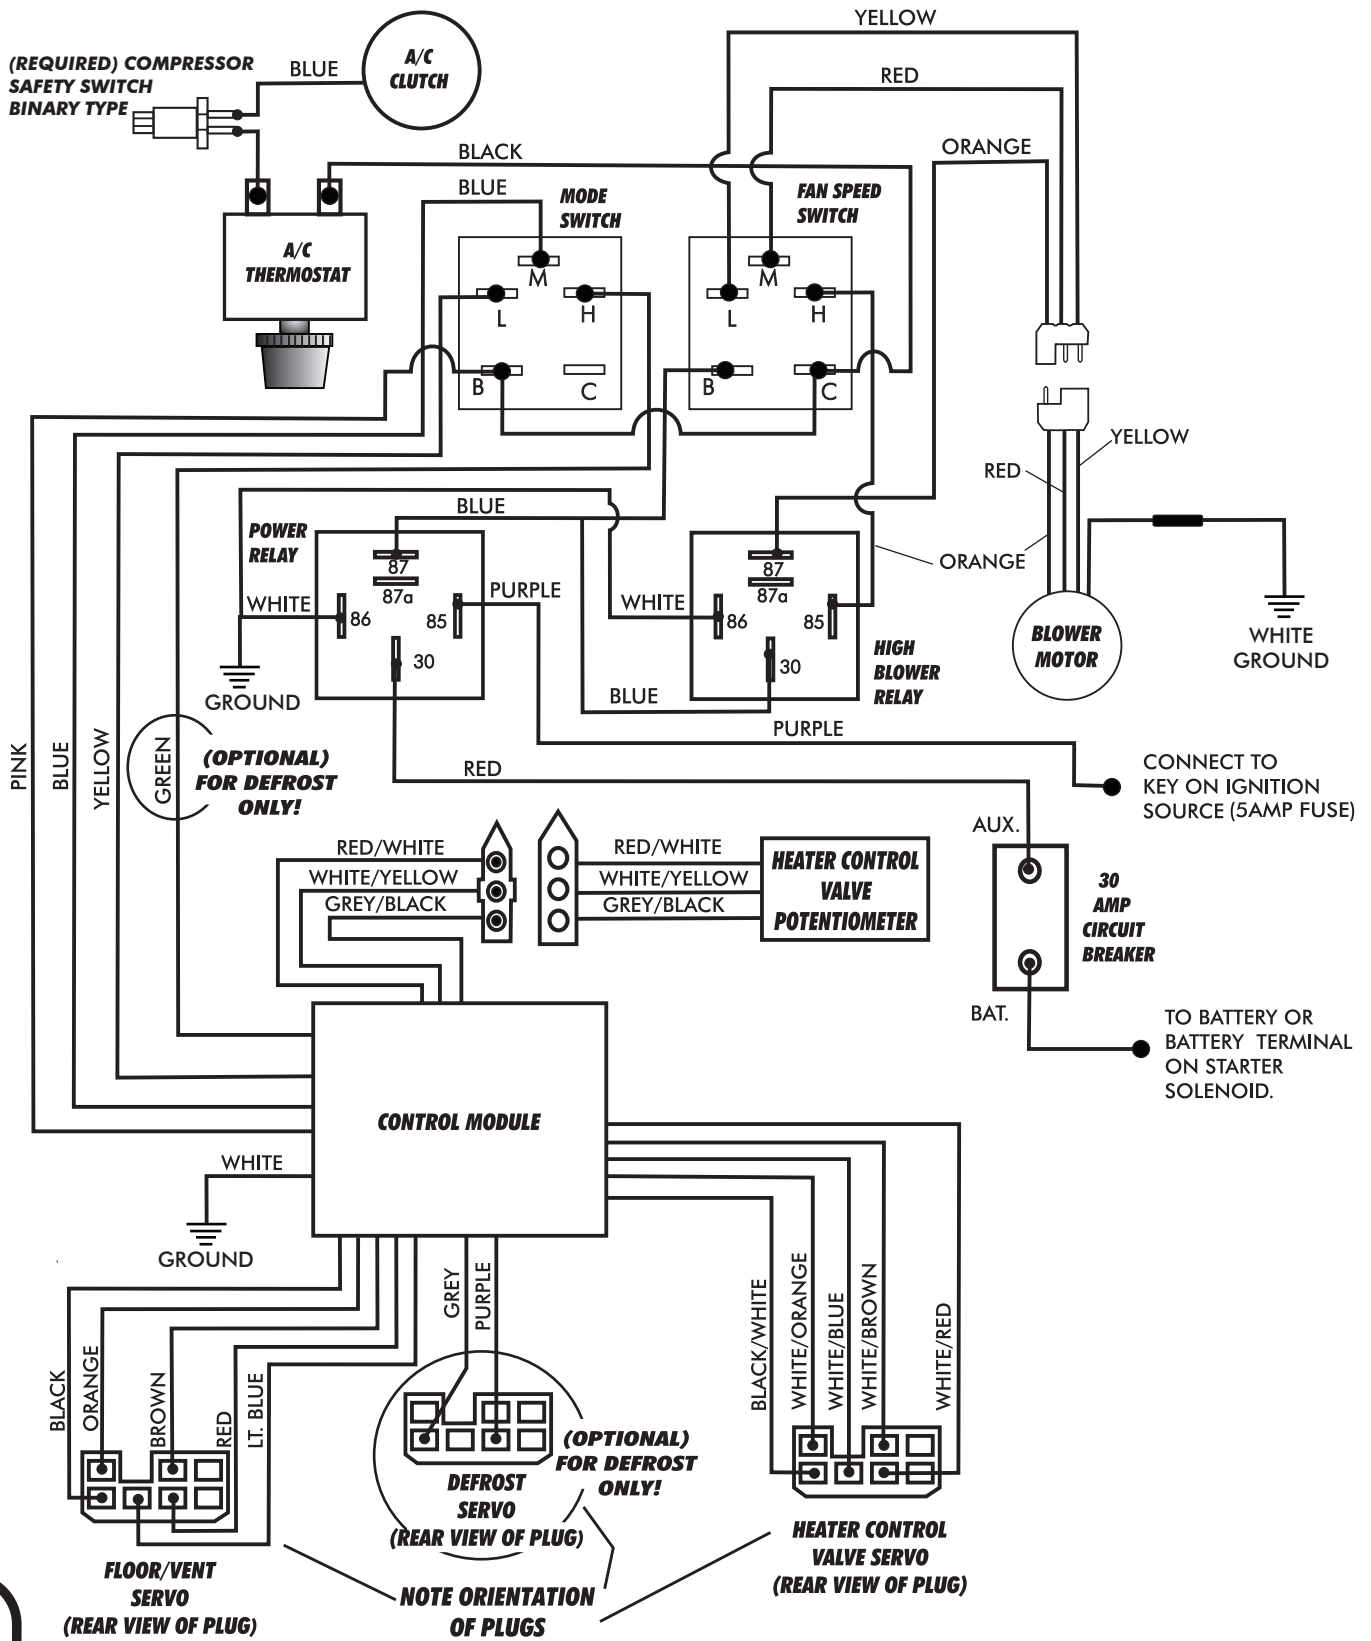 YELLOW
A/C
CLUTCH
(REQUIRED) COMPRESSOR
SAFETY SWITCH
BINARY TYPE
BLUE
RED
BLACK
ORANGE
BLUE
MODE
SWITCH
FAN SPEED
SWITCH
A/C
THERMOSTAT
M
L
H
B
C
M
L
H
B
C
YELLOW
RED
BLUE
POWER
RELAY
87
87a
86
85
30
WHITE
PURPLE
GROUND
WHITE
87
87a
86
85
30
ORANGE
HIGH
BLOWER
RELAY
BLUE
BLOWER
MOTOR
WHITE
GROUND
PURPLE
RED
CONNECT TO
KEY ON IGNITION
SOURCE (5AMP FUSE)
PINK
BLUE
YELLOW
GREEN
(OPTIONAL)
FOR DEFROST
ONLY!
AUX.
30
AMP
CIRCUIT
BREAKER
BAT.
TO BATTERY OR
BATTERY TERMINAL
ON STARTER
SOLENOID.
RED/WHITE
WHITE/YELLOW
GREY/BLACK
RED/WHITE
WHITE/YELLOW
GREY/BLACK
HEATER CONTROL
VALVE
POTENTIOMETER
CONTROL MODULE
WHITE
GROUND
BLACK
ORANGE
BROWN
RED
LT. BLUE
GREY
PURPLE
BLACK/WHITE
WHITE/ORANGE
WHITE/BLUE
WHITE/BROWN
WHITE/RED
DEFROST
SERVO
(REAR VIEW OF PLUG)
(OPTIONAL)
FOR DEFROST
ONLY!
FLOOR/VENT
SERVO
(REAR VIEW OF PLUG)
HEATER CONTROL
VALVE SERVO
(REAR VIEW OF PLUG)
NOTE ORIENTATION
OF PLUGS